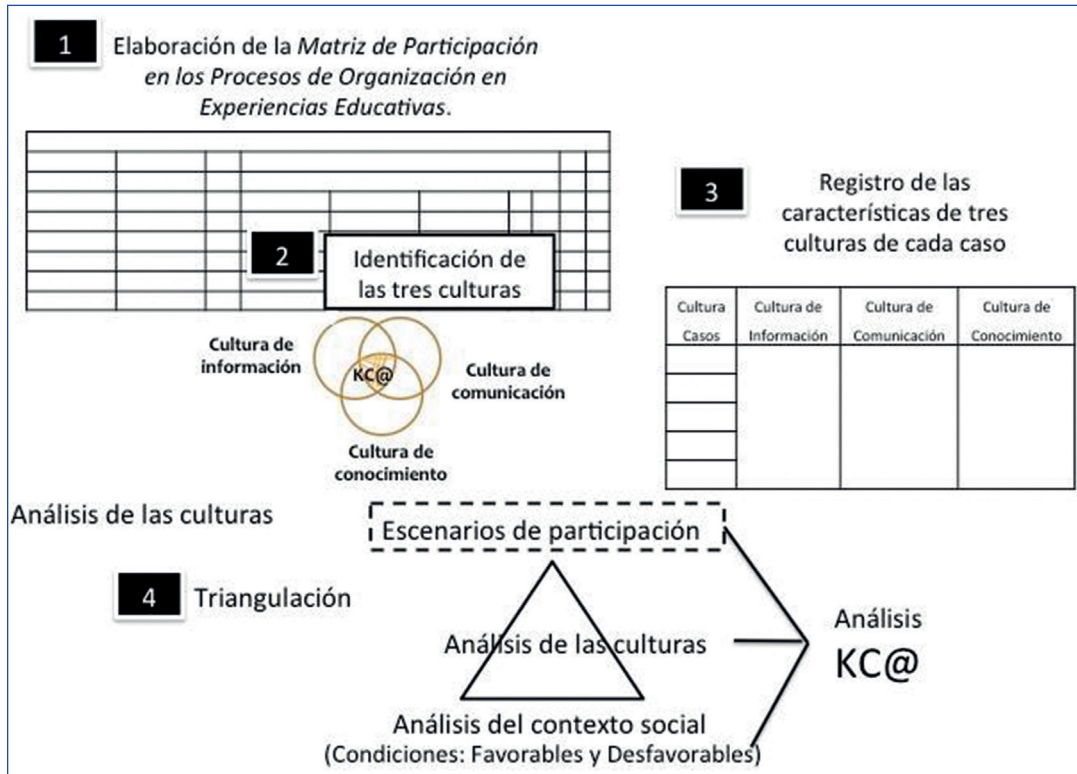 1
Elaboración de la Matriz de Participación
en los Procesos de Organización en
Experiencias Educativas.
2
Identificación de
las tres culturas
Cultura de
información
KC@
Cultura de
comunicación
Cultura de
conocimiento
3
Registro de las
características de tres
culturas de cada caso
Cultura
Casos
Cultura de
Información
Cultura de
Comunicación
Cultura de
Conocimiento
Análisis de las culturas
Escenarios de participación
4
Triangulación
Análisis de las culturas
Análisis del contexto social
(Condiciones: Favorables y Desfavorables)
Análisis
KC@